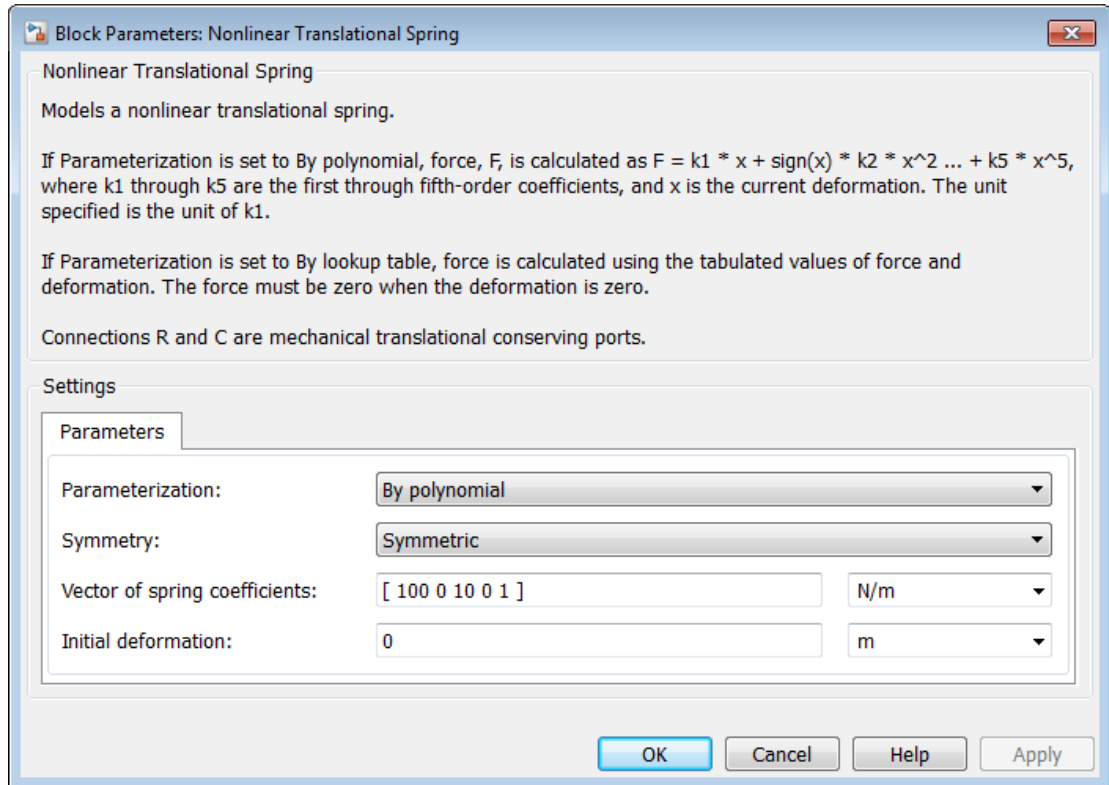 Block Parameters: Nonlinear Translational Spring
Nonlinear Translational Spring
Models a nonlinear translational spring.
If Parameterization is set to By polynomial, force, F, is calculated as F = k1 * x + sign(x) * k2 * x^2 ... + k5 * x^5,
where k1 through k5 are the first through fifth-order coefficients, and x is the current deformation. The unit
specified is the unit of k1.
If Parameterization is set to By lookup table, force is calculated using the tabulated values of force and
deformation. The force must be zero when the deformation is zero.
Connections R and C are mechanical translational conserving ports.
Settings
Parameters
Parameterization: By polynomial
Symmetry: Symmetric
Vector of spring coefficients: [ 100 0 10 0 1 ] N/m
Initial deformation: 0 m
OK Cancel Help Apply